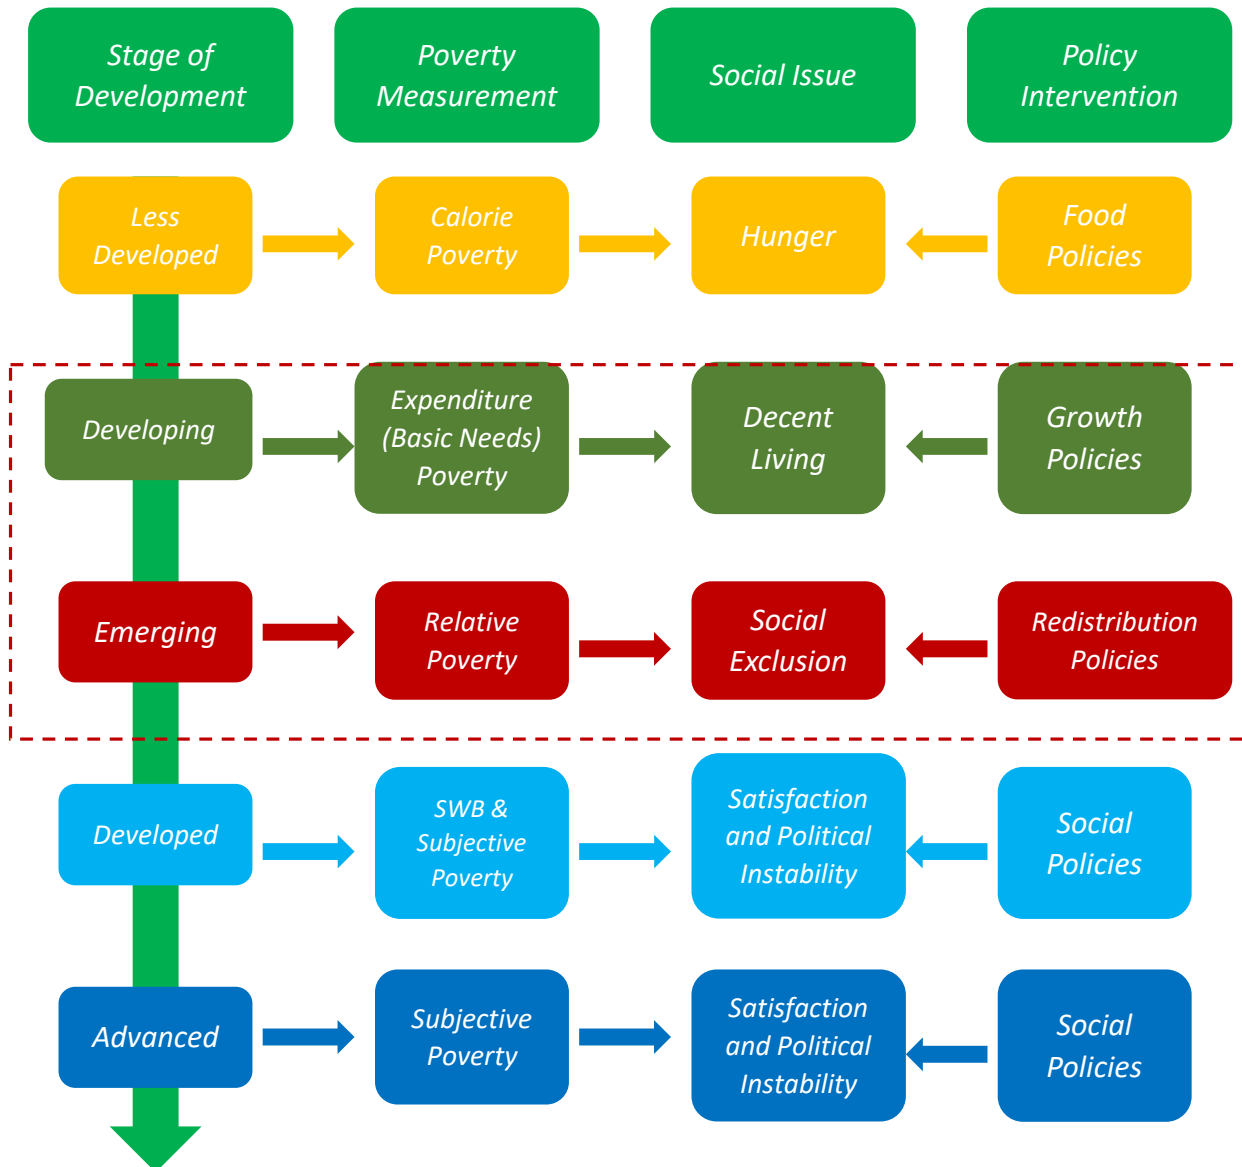 Stage of
Development
Poverty
Measurement
Social Issue
Policy
Intervention
Less
Developed
Calorie
Poverty
Hunger
Food
Policies
Developing
Expenditure
(Basic Needs)
Poverty
Decent
Living
Growth
Policies
Emerging
Relative
Poverty
Social
Exclusion
Redistribution
Policies
Developed
SWB &
Subjective
Poverty
Satisfaction
and Political
Instability
Social
Policies
Advanced
Subjective
Poverty
Satisfaction
and Political
Instability
Social
Policies